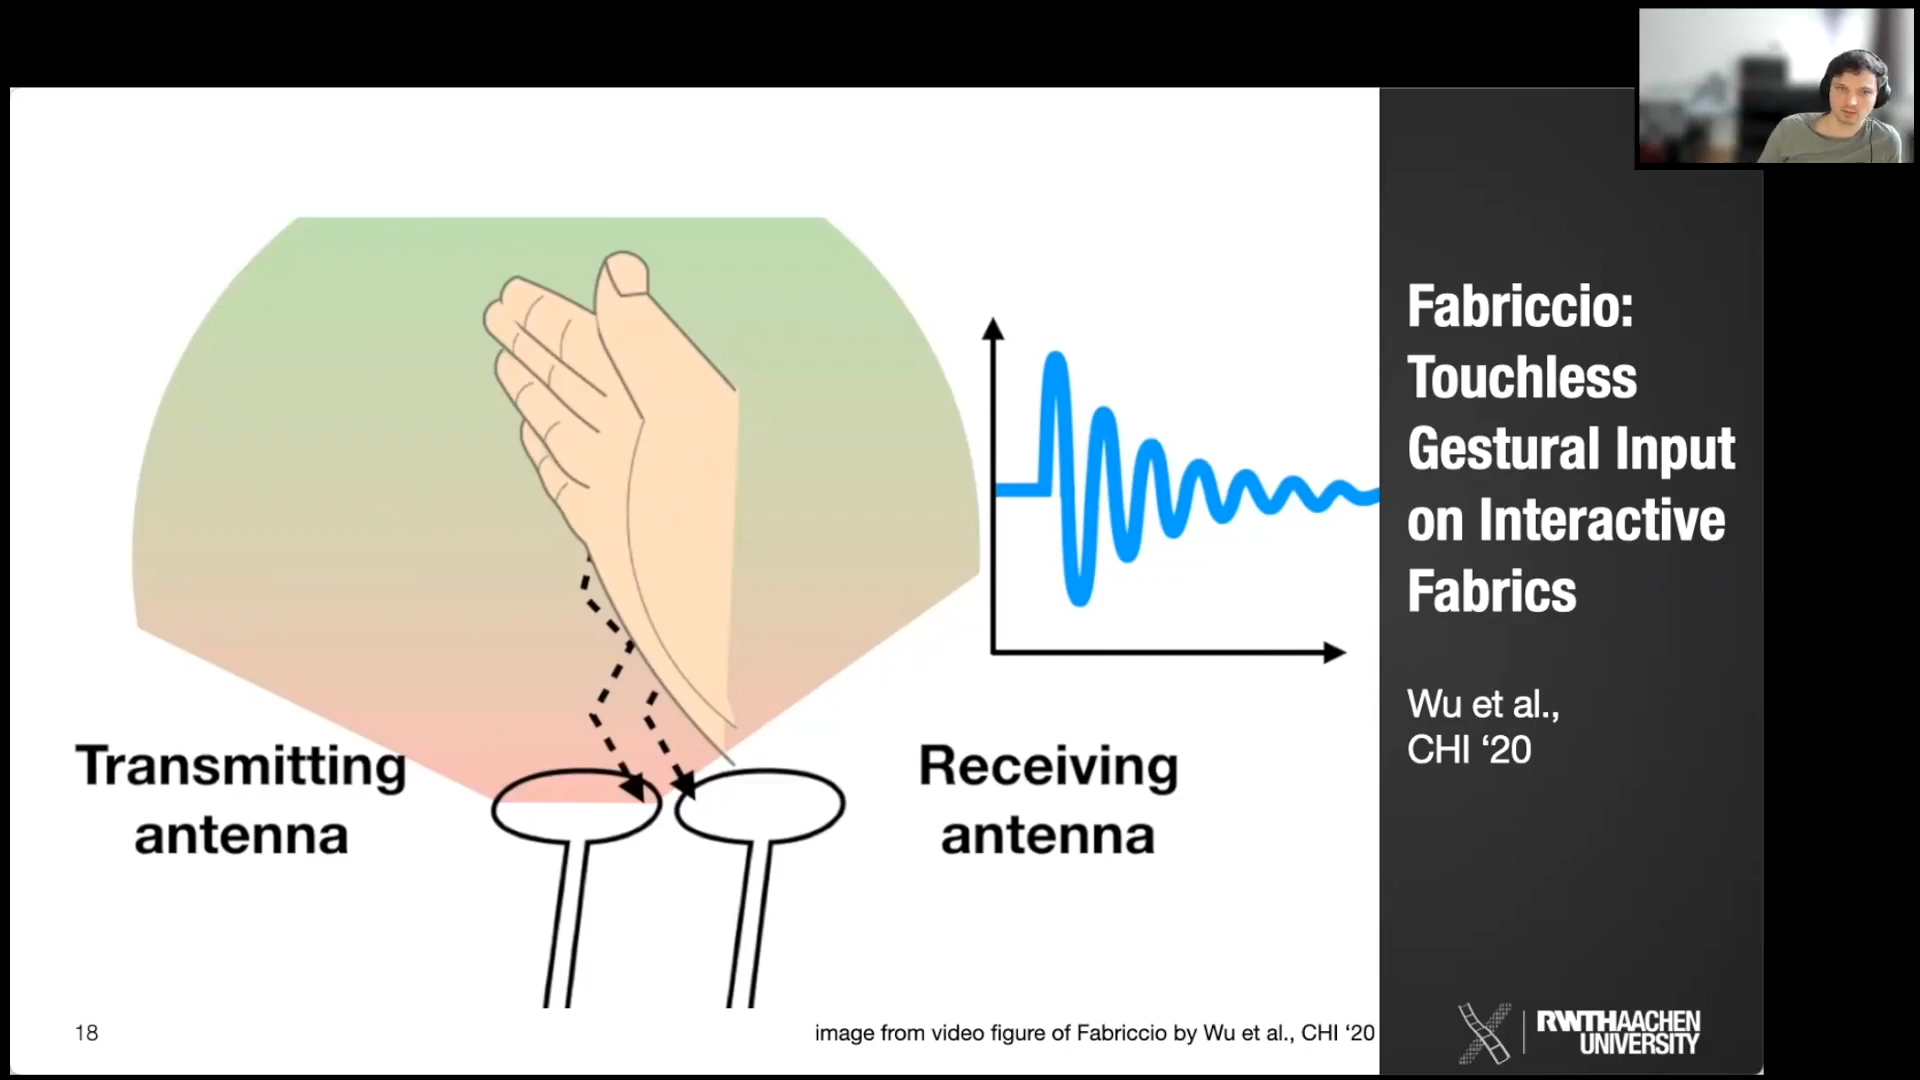 Transmitting
antenna
Receiving
antenna
Fabriccio:
Touchless
Gestural Input
on Interactive
Fabrics
Wu et al.,
CHI ‘20
18
image from video figure of Fabriccio by Wu et al., CHI ‘20
RWTHAACHEN
UNIVERSITY